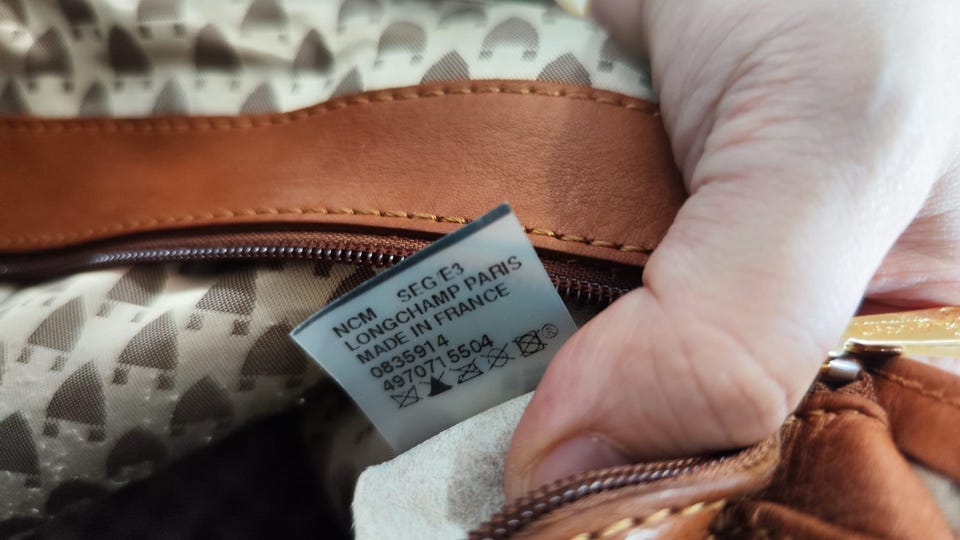 NCM SEG/E3
LONGCHAMP PARIS
MADE IN FRANCE
0835914
4970715504